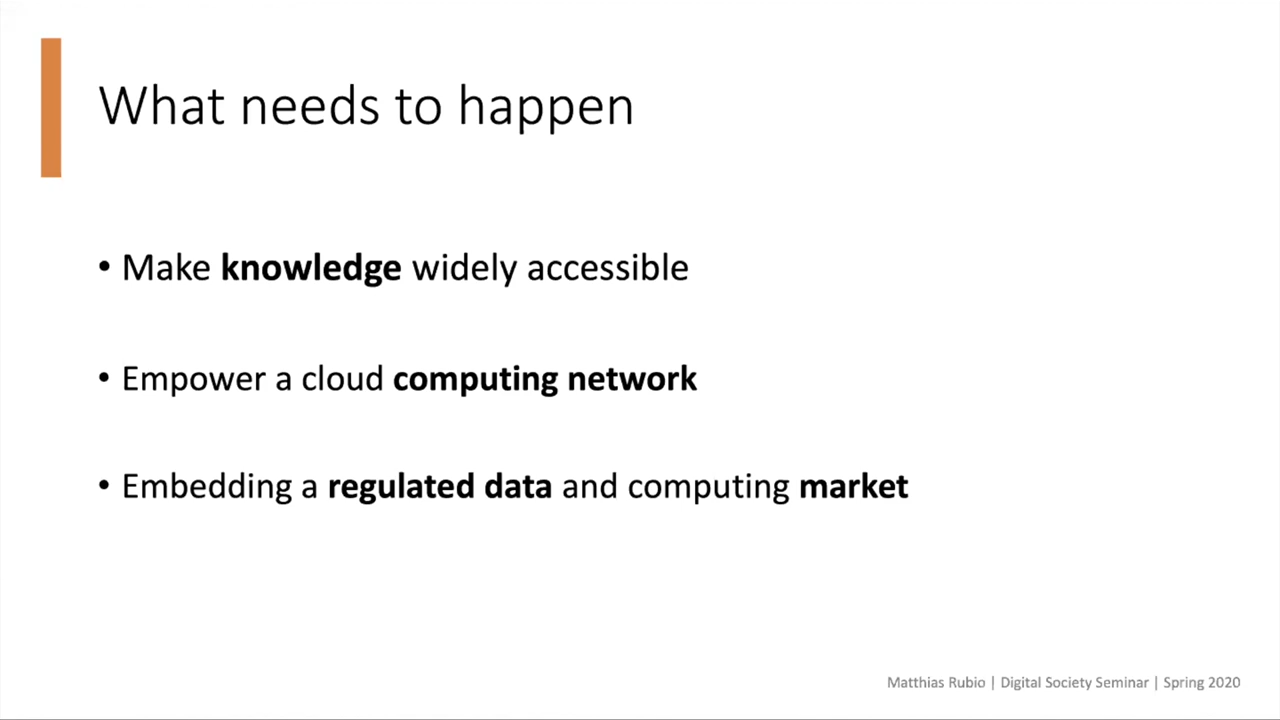 What needs to happen
• Make knowledge widely accessible
• Empower a cloud computing network
• Embedding a regulated data and computing market
Matthias Rubio | Digital Society Seminar | Spring 2020